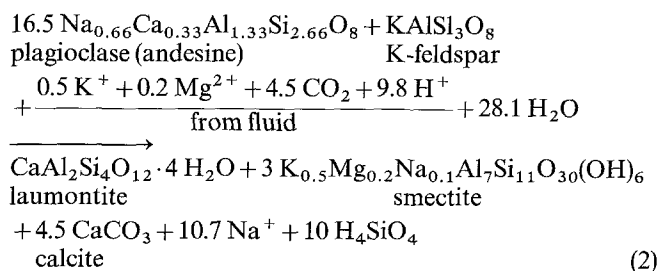 16.5 Na₀.₆₆Ca₀.₃₃Al₁.₃₃Si₂.₆₆O₈ + KAlSl₃O₈
plagioclase (andesine) K-feldspar
+ 0.5 K⁺ + 0.2 Mg²⁺ + 4.5 CO₂ + 9.8 H⁺ + 28.1 H₂O
from fluid
⟶
CaAl₂Si₄O₁₂ · 4 H₂O + 3 K₀.₅Mg₀.₂Na₀.₁Al₇Si₁₁O₃₀(OH)₆
laumontite smectite
+ 4.5 CaCO₃ + 10.7 Na⁺ + 10 H₄SiO₄
calcite (2)